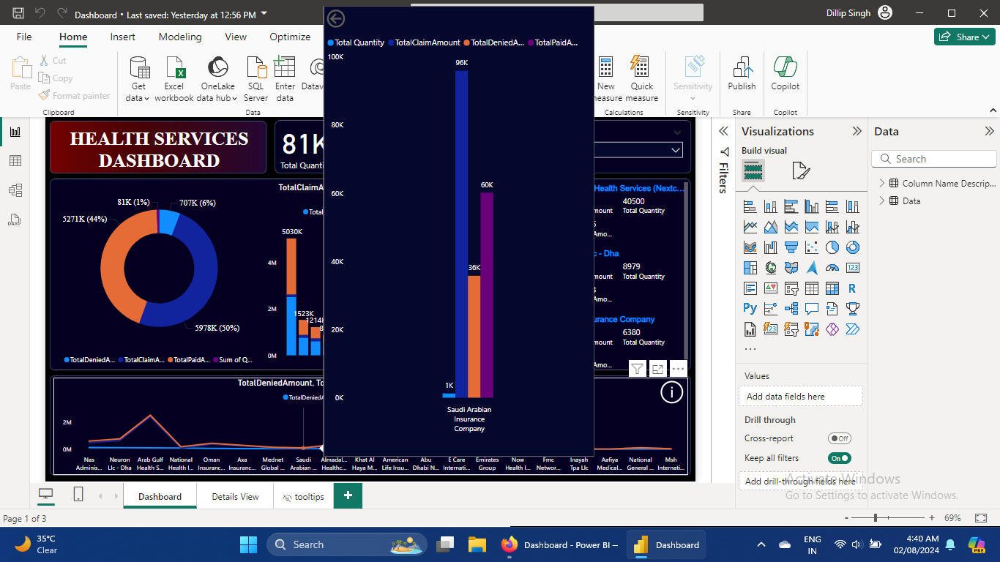 Dashboard • Last saved: Yesterday at 12:56 PM
Dillip Singh
File
Home
Insert
Modeling
View
Optimize
Share
Paste
Cut
Copy
Format painter
Clipboard
Get data
Excel workbook
OneLake data hub
SQL Server
Enter data
Data
New
Quick measure
Calculations
Sensitivity
Sensitivity
Publish
Share
Copilot
Copilot
HEALTH SERVICES
DASHBOARD
81K
Total Quanti
81K (1%)
707K (6%)
5271K (44%)
5978K (50%)
TotalDeniedA...
TotalClaimA...
TotalPaidA...
Sum of Q...
TotalClaimA
Total
5030K
4M
1523K
2M
0M
Total Quantity
TotalClaimAmount
TotalDeniedA...
TotalPaidA...
100K
96K
80K
60K
60K
40K
36K
20K
1K
0K
Saudi Arabian
Insurance
Company
Health Services (Nextc...
40500
Total Quantity
c - Dha
8979
Total Quantity
urance Company
6380
Total Quantity
TotalDeniedAmount, To
TotalDenied
2M
0M
Nas Adminis...
Neuron Llc - Dha
Arab Gulf Health S...
National Health I...
Oman Insuranc...
Axa Insuranc...
Mednet Global ...
Saudi Arabian ...
Almadal... Healthc...
Khat Al Haya M...
American Life Insu...
Abu Dhabi N...
E Care Internati...
Emirates Group
Now Health I...
Fmc Networ...
Inayah Tpa Llc
Aafiya Medical...
National General ...
Msh Internati...
Filters
Visualizations
Build visual
Values
Add data fields here
Drill through
Cross-report
Off
Keep all filters
On
Add drill-through fields here
Data
Search
Column Name Descrip...
Data
Activate Windows
Go to Settings to activate Windows.
Dashboard
Details View
tooltips
Page 1 of 3
69%
35°C
Clear
Search
Dashboard - Power BI —
Dashboard
ENG
IN
4:40 AM
02/08/2024
PRE